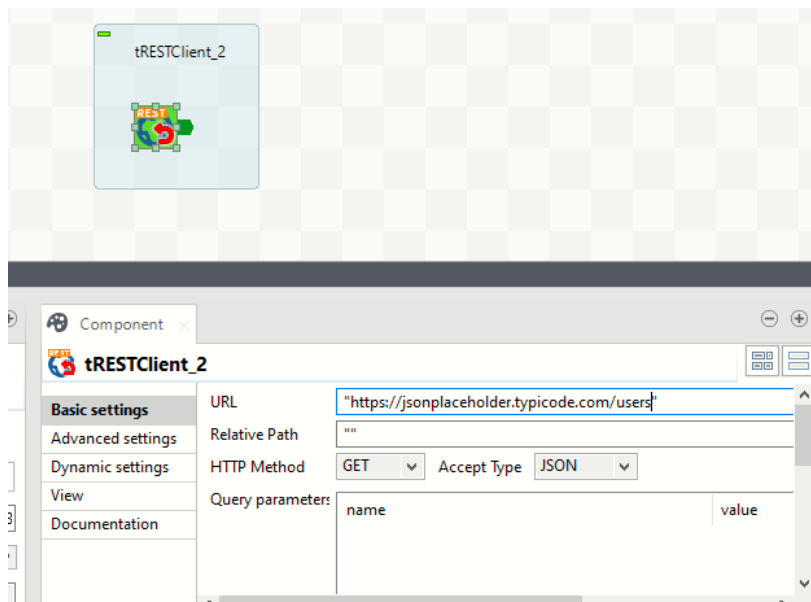 tRESTClient_2
REST
Component
REST
tRESTClient_2
Basic settings
Advanced settings
Dynamic settings
View
Documentation
URL "https://jsonplaceholder.typicode.com/users"
Relative Path ""
HTTP Method GET Accept Type JSON
Query parameters
name value